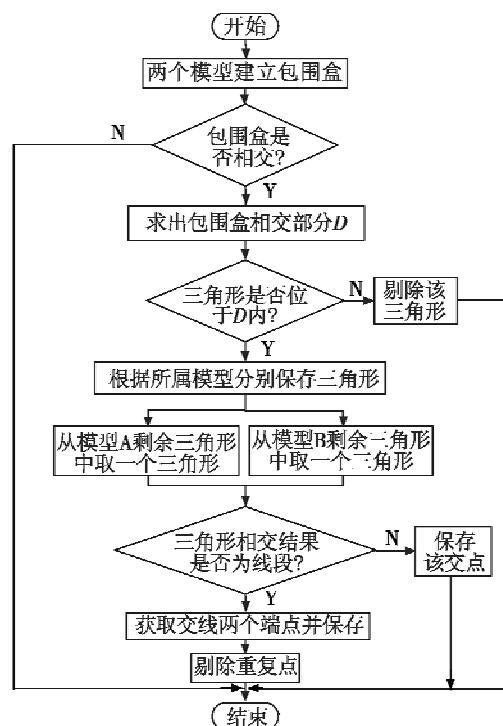 开始
两个模型建立包围盒
N
包围盒是
否相交?
Y
求出包围盒相交部分D
三角形是否位
于D内?
N
剔除该
三角形
Y
根据所属模型分别保存三角形
从模型A剩余三角形
中取一个三角形
从模型B剩余三角形
中取一个三角形
三角形相交结果
是否为线段?
N
保存
该交点
Y
获取交线两个端点并保存
剔除重复点
结束